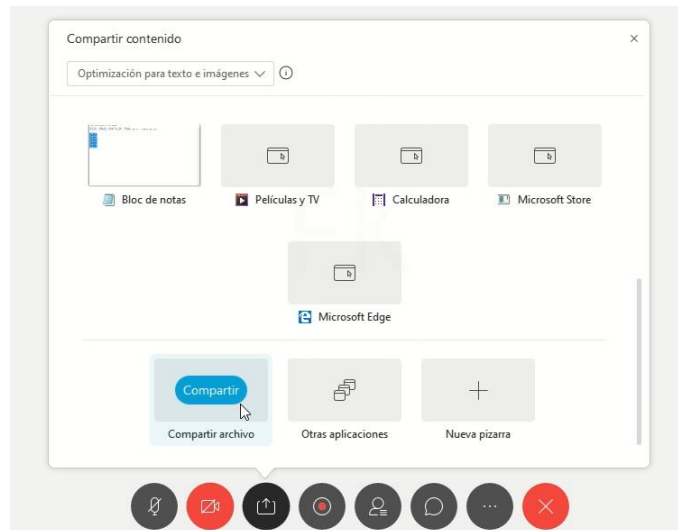 Compartir contenido
Optimización para texto e imágenes
Bloc de notas
Películas y TV
Calculadora
Microsoft Store
Microsoft Edge
Compartir
Compartir archivo
Otras aplicaciones
Nueva pizarra